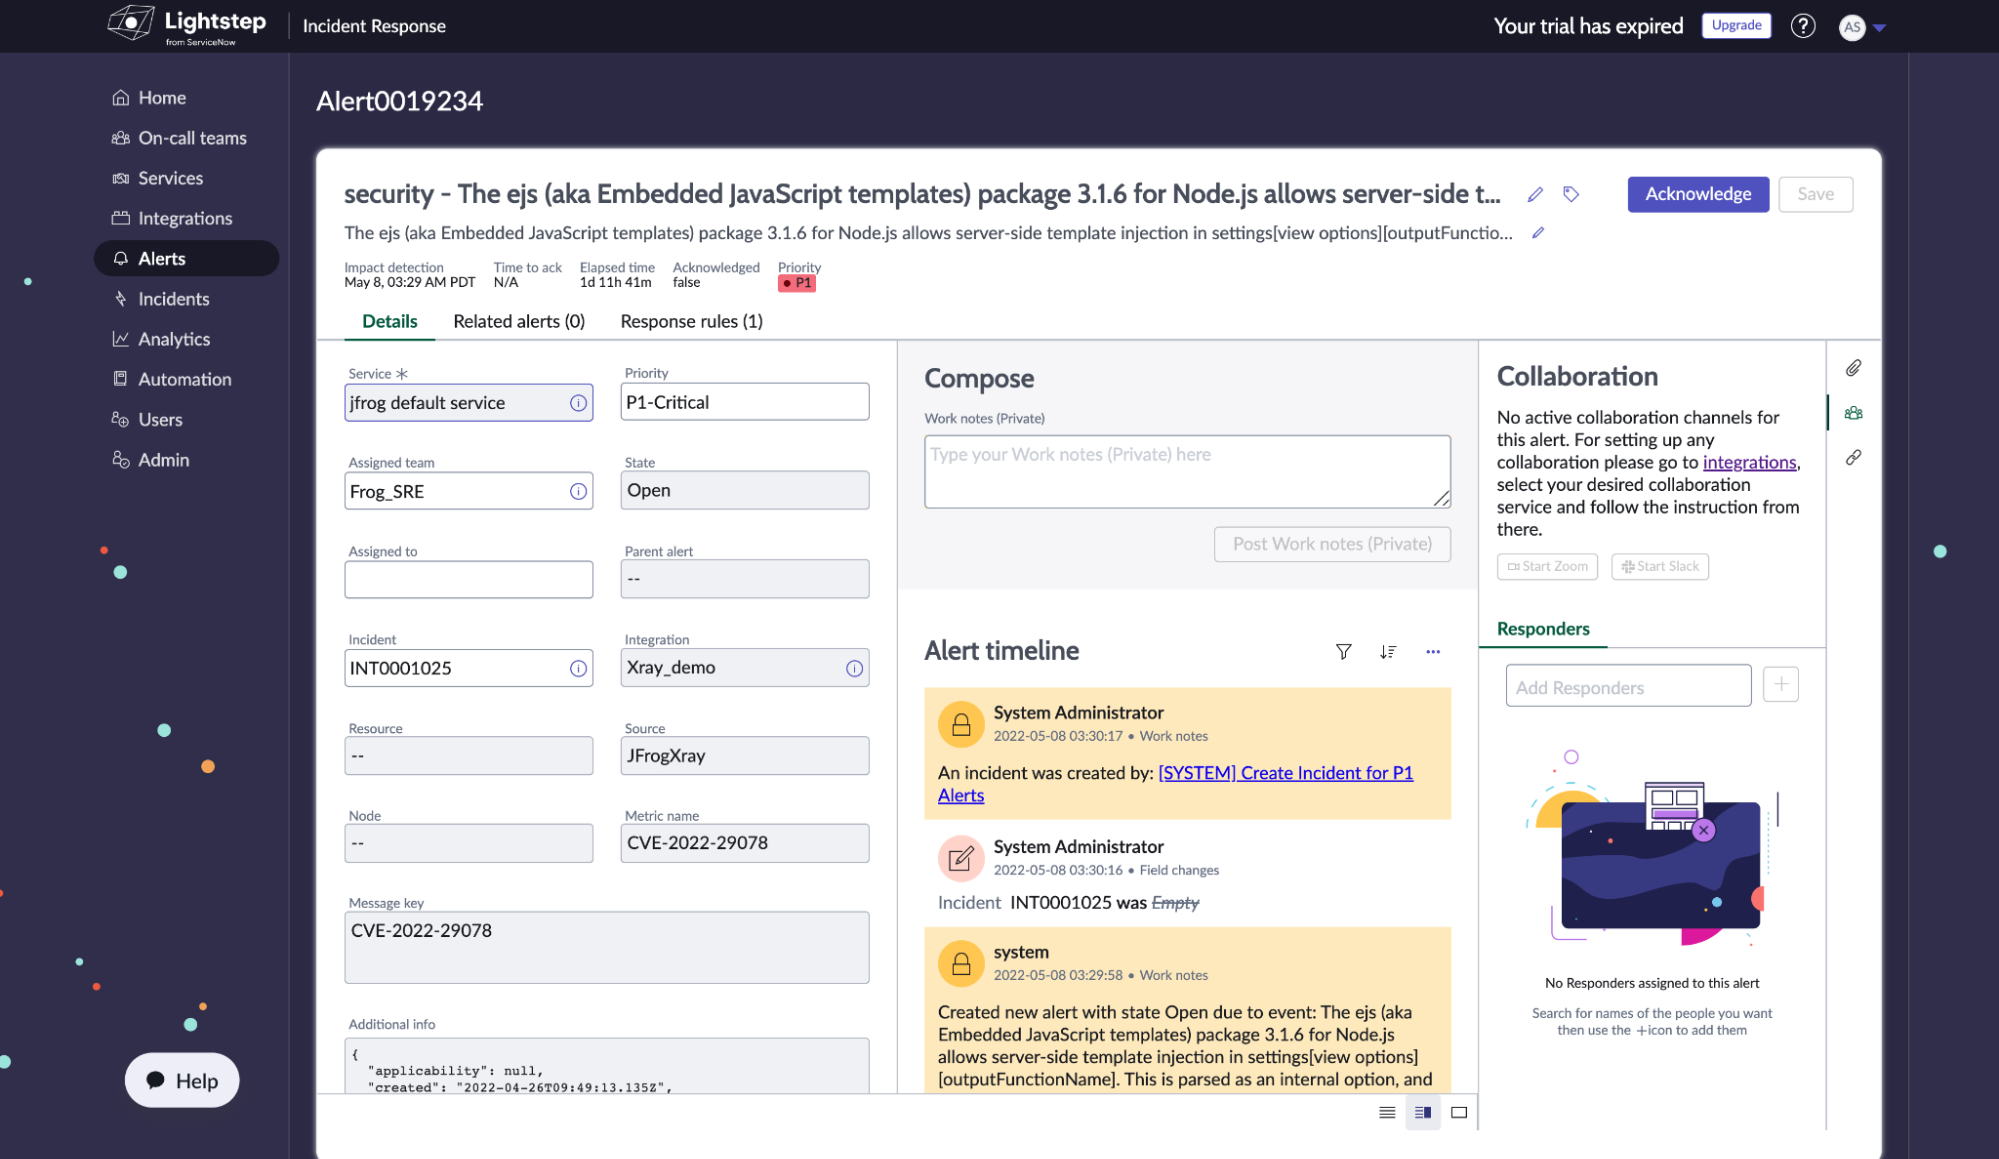 Lightstep
from ServiceNow
Incident Response
Your trial has expired
Upgrade
?
AS
Home
On-call teams
Services
Integrations
Alerts
Incidents
Analytics
Automation
Users
Admin
Help
Alert0019234
security - The ejs (aka Embedded JavaScript templates) package 3.1.6 for Node.js allows server-side t...
Acknowledge
Save
The ejs (aka Embedded JavaScript templates) package 3.1.6 for Node.js allows server-side template injection in settings[view options][outputFunctio...
Impact detection
May 8, 03:29 AM PDT
Time to ack
N/A
Elapsed time
1d 11h 41m
Acknowledged
false
Priority
P1
Details
Related alerts (0)
Response rules (1)
Service
jfrog default service
Priority
P1-Critical
Assigned team
Frog_SRE
State
Open
Assigned to
Parent alert
--
Incident
INT0001025
Integration
Xray_demo
Resource
--
Source
JFrogXray
Node
--
Metric name
CVE-2022-29078
Message key
CVE-2022-29078
Additional info
{
"applicability": null,
"created": "2022-04-26T09:49:13.135Z",
Compose
Work notes (Private)
Type your Work notes (Private) here
Post Work notes (Private)
Alert timeline
System Administrator
2022-05-08 03:30:17 • Work notes
An incident was created by: [SYSTEM] Create Incident for P1
Alerts
System Administrator
2022-05-08 03:30:16 • Field changes
Incident INT0001025 was Empty
system
2022-05-08 03:29:58 • Work notes
Created new alert with state Open due to event: The ejs (aka
Embedded JavaScript templates) package 3.1.6 for Node.js
allows server-side template injection in settings[view options]
[outputFunctionName]. This is parsed as an internal option, and
Collaboration
No active collaboration channels for
this alert. For setting up any
collaboration please go to integrations,
select your desired collaboration
service and follow the instruction from
there.
Start Zoom
Start Slack
Responders
Add Responders
No Responders assigned to this alert
Search for names of the people you want
then use the +icon to add them